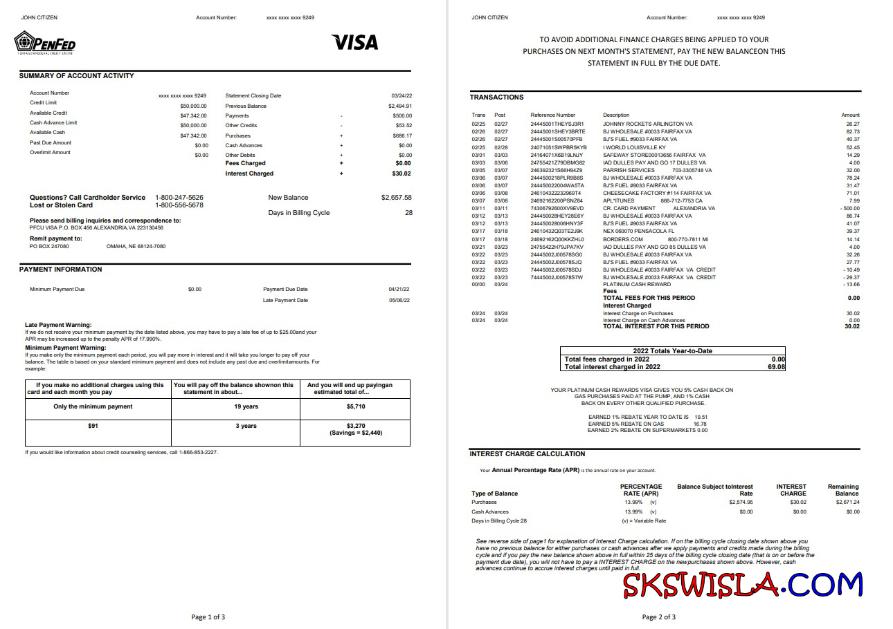 JOHN CITIZEN Account Number: xxxx xxxx xxxx 9249
PENFED
VISA
SUMMARY OF ACCOUNT ACTIVITY
Account Number xxxx xxxx xxxx 9249
Credit Limit $50,000.00
Available Credit $47,342.00
Cash Advance Limit $50,000.00
Available Cash $47,342.00
Past Due Amount $0.00
Overlimit Amount $0.00
Statement Closing Date 03/24/22
Previous Balance $2,494.91
Payments - $500.00
Other Credits - $53.52
Purchases + $686.17
Cash Advances + $0.00
Other Debits + $0.00
Fees Charged + $0.00
Interest Charged + $30.02
Questions? Call Cardholder Service 1-800-247-5626
Lost or Stolen Card 1-800-556-5678
New Balance $2,657.58
Days in Billing Cycle 28
Please send billing inquiries and correspondence to:
PFCU VISA P.O. BOX 456 ALEXANDRIA VA 223130456
Remit payment to:
PO BOX 247080 OMAHA, NE 68124-7080
PAYMENT INFORMATION
Minimum Payment Due $0.00
Payment Due Date 04/21/22
Late Payment Date 05/06/22
Late Payment Warning:
If we do not receive your minimum payment by the date listed above, you may have to pay a late fee of up to $25.00and your
APR may be increased up to the penalty APR of 17.990%.
Minimum Payment Warning:
If you make only the minimum payment each period, you will pay more in interest and it will take you longer to pay off your
balance. The table is based on your standard minimum payment and does not include any past due and overlimitamounts. For
example:
If you make no additional charges using this card and each month you pay
You will pay off the balance shownon this statement in about...
And you will end up payingan estimated total of...
Only the minimum payment 19 years $5,710
$91 3 years $3,270
(Savings = $2,440)
If you would like information about credit counseling services, call 1-866-853-2227.
Page 1 of 3
JOHN CITIZEN Account Number: xxxx xxxx xxxx 9249
TO AVOID ADDITIONAL FINANCE CHARGES BEING APPLIED TO YOUR
PURCHASES ON NEXT MONTH'S STATEMENT, PAY THE NEW BALANCEON THIS
STATEMENT IN FULL BY THE DUE DATE.
TRANSACTIONS
Trans Post Reference Number Description Amount
02/25 02/27 JOHNNY ROCKETS ARLINGTON VA 26.27
02/26 02/27 BJ WHOLESALE #0033 FAIRFAX VA 82.73
02/26 02/27 BJ'S FUEL #9033 FAIRFAX VA 40.37
02/25 02/28 I WORLD LOUISVILLE KY 52.45
03/01 03/03 SAFEWAY STORE FAIRFAX VA 14.29
03/03 03/06 IAD DULLES PAY AND GO 17 DULLES VA 4.00
03/05 03/07 PARRISH SERVICES VA 32.00
03/06 03/07 BJ WHOLESALE #0033 FAIRFAX VA 78.24
03/06 03/07 BJ'S FUEL #9033 FAIRFAX VA 31.47
03/06 03/08 CHEESECAKE FACTORY #114 FAIRFAX VA 71.01
03/07 03/08 APL*ITUNES 866-712-7753 CA 7.99
03/11 03/11 CR. CARD PAYMENT ALEXANDRIA VA - 500.00
03/12 03/13 BJ WHOLESALE #0033 FAIRFAX VA 86.74
03/12 03/13 BJ'S FUEL #9033 FAIRFAX VA 45.07
03/17 03/18 NEX 060070 PENSACOLA FL 39.37
03/17 03/18 BORDERS.COM 800-770-7811 MI 14.14
03/21 03/23 IAD DULLES PAY AND GO 85 DULLES VA 4.00
03/22 03/23 BJ WHOLESALE #0033 FAIRFAX VA 32.26
03/22 03/23 BJ'S FUEL #9033 FAIRFAX VA 27.77
03/22 03/23 BJ WHOLESALE #0033 FAIRFAX VA CREDIT - 10.49
03/22 03/23 BJ WHOLESALE #0033 FAIRFAX VA CREDIT - 29.37
00/00 03/24 PLATINUM CASH REWARD - 13.66
Fees
TOTAL FEES FOR THIS PERIOD 0.00
Interest Charged
03/24 03/24 Interest Charge on Purchases 30.02
03/24 03/24 Interest Charge on Cash Advances 0.00
TOTAL INTEREST FOR THIS PERIOD 30.02
2022 Totals Year-to-Date
Total fees charged in 2022 0.00
Total interest charged in 2022 69.08
YOUR PLATINUM CASH REWARDS VISA GIVES YOU 5% CASH BACK ON
GAS PURCHASES PAID AT THE PUMP, AND 1% CASH
BACK ON EVERY OTHER QUALIFIED PURCHASE.
EARNED 1% REBATE YEAR TO DATE IS 19.51
EARNED 5% REBATE ON GAS 16.78
EARNED 2% REBATE ON SUPERMARKETS 0.00
INTEREST CHARGE CALCULATION
Your Annual Percentage Rate (APR) is the annual rate on your account.
Type of Balance PERCENTAGE RATE (APR) Balance Subject toInterest Rate INTEREST CHARGE Remaining Balance
Purchases 13.99% (v) $2,874.96 $30.02 $2,671.24
Cash Advances 13.99% (v) $0.00 $0.00 $0.00
Days in Billing Cycle 28 (v) = Variable Rate
See reverse side of page1 for explanation of Interest Charge calculation. If on the billing cycle closing date shown above you
have no previous balance for either purchases or cash advances after we apply payments and credits made during the
billing cycle and if you pay the new balance shown above in full within 25 days of the billing cycle closing date (that is on or before the
payment due date), you will not have to pay a INTEREST CHARGE on the newpurchases shown above. However, cash
advances continue to accrue interest charges until paid in full.
SKSWISLA.COM
Page 2 of 3